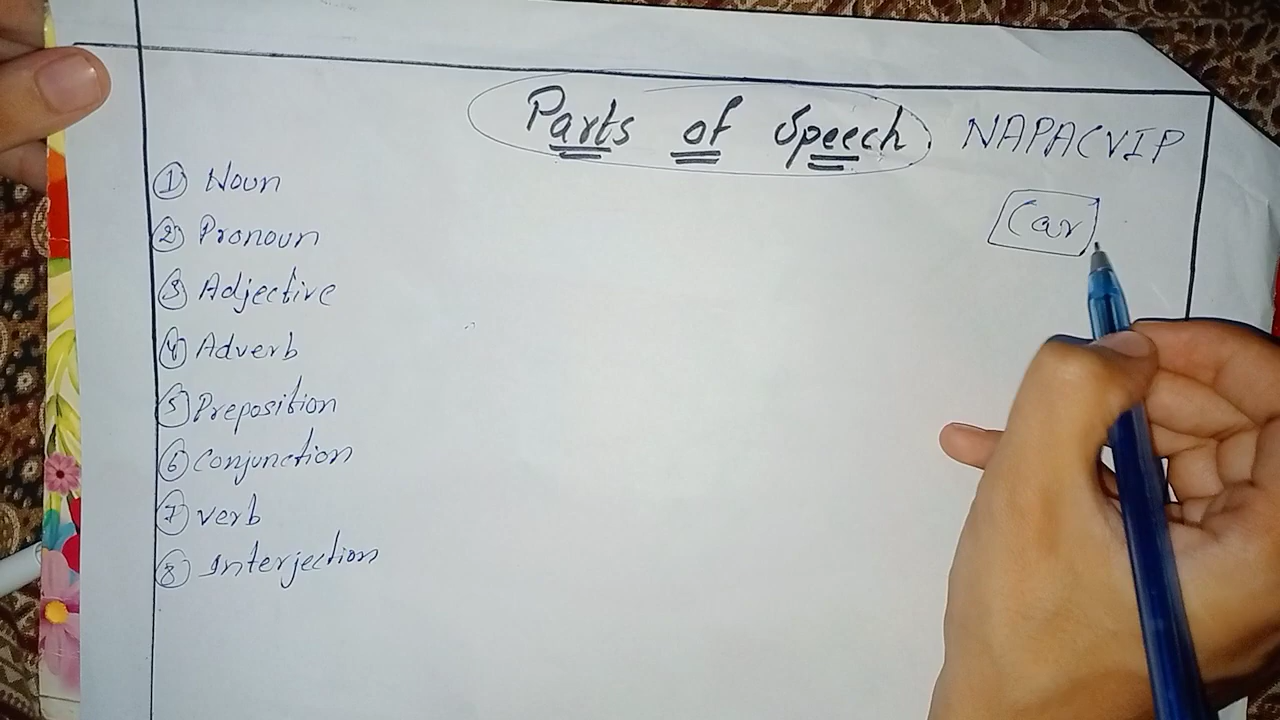 Parts of Speech NAPACVIP
Car
① Noun
② Pronoun
③ Adjective
④ Adverb
⑤ Preposition
⑥ Conjunction
⑦ verb
⑧ Interjection